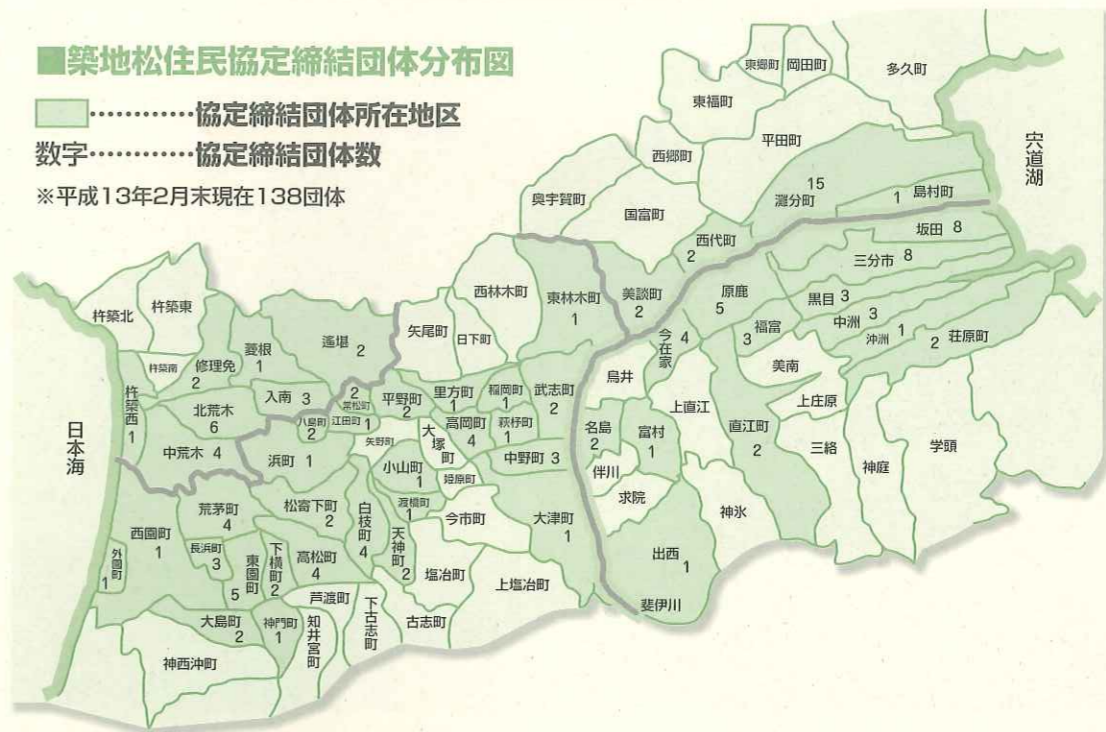 ■築地松住民協定締結団体分布図
…………協定締結団体所在地区
数字…………協定締結団体数
※平成13年2月末現在138団体
東郷町
岡田町
多久町
東福町
平田町
西郷町
宍道湖
奥宇賀町
国富町
15
灘分町
1 島村町
西代町
2
坂田 8
三分市 8
西林木町
東林木町
1
美談町
2
原鹿
5
黒目 3
中洲 3
沖洲 1
2 荘原町
杵築北
杵築東
矢尾町
日下町
今在家
4
福富
3
美南
遙堪 2
菱根
1
修理免
2
杵築南
鳥井
上直江
上庄原
杵築西
1
入南 3
2
常松町
平野町
2
里方町
1
稲岡町
1
武志町
2
北荒木
6
八島町
2
江田町 1
矢野町
大塚町
高岡町
4
萩杼町
1
名島
2
富村
1
直江町
2
三絡
学頭
日本海
中荒木 4
浜町 1
小山町
1
姫原町
中野町 3
伴川
求院
神庭
神氷
荒茅町
4
松寄下町
2
白枝町
4
渡橋町
1
今市町
大津町
1
西園町
1
外園町
1
長浜町
3
東園町
5
下横町
2
高松町
4
天神町
2
塩冶町
上塩冶町
出西
1
芦渡町
大島町
2
神門町
1
知井宮町
下古志町
古志町
斐伊川
神西沖町